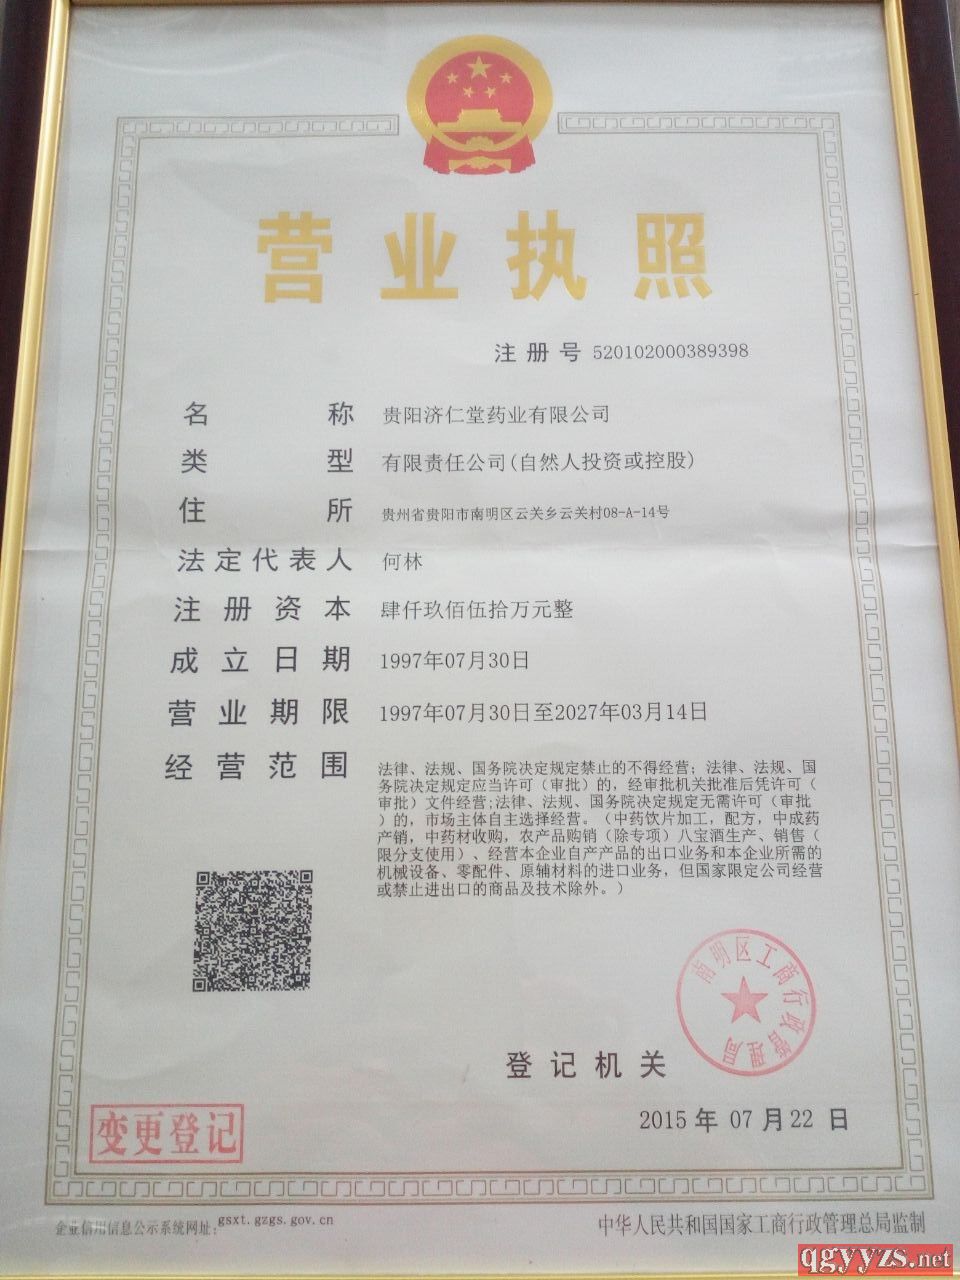 营业执照
注册号 520102000389398
名称 贵阳济仁堂药业有限公司
类型 有限责任公司(自然人投资或控股)
住所 贵州省贵阳市南明区云关乡云关村08-A-14号
法定代表人 何林
注册资本 肆仟玖佰伍拾万元整
成立日期 1997年07月30日
营业期限 1997年07月30日至2027年03月14日
经营范围 法律、法规、国务院决定规定禁止的不得经营；法律、法规、国
务院决定规定应当许可（审批）的，经审批机关批准后凭许可（
审批）文件经营;法律、法规、国务院决定规定无需许可（审批
）的，市场主体自主选择经营。（中药饮片加工，配方，中成药
产销，中药材收购，农产品购销（除专项）八宝酒生产、销售（
限分支使用）、经营本企业自产产品的出口业务和本企业所需的
机械设备、零配件、原辅材料的进口业务，但国家限定公司经营
或禁止进出口的商品及技术除外。）
南明区工商行政管理局
登记机关
2015年07月22日
变更登记
企业信用信息公示系统网址：gsxt.gzgs.gov.cn
中华人民共和国国家工商行政管理总局监制
qgyyzs.net